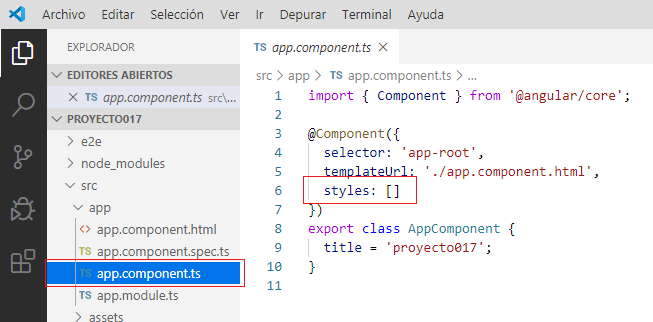 Archivo Editar Selección Ver Ir Depurar Terminal Ayuda
EXPLORADOR
EDITORES ABIERTOS
TS app.component.ts src\...
PROYECTO017
e2e
node_modules
src
app
<> app.component.html
TS app.component.spec.ts
TS app.component.ts
TS app.module.ts
assets
TS app.component.ts
src > app > TS app.component.ts > ...
1 import { Component } from '@angular/core';
2
3 @Component({
4 selector: 'app-root',
5 templateUrl: './app.component.html',
6 styles: []
7 })
8 export class AppComponent {
9 title = 'proyecto017';
10 }
11